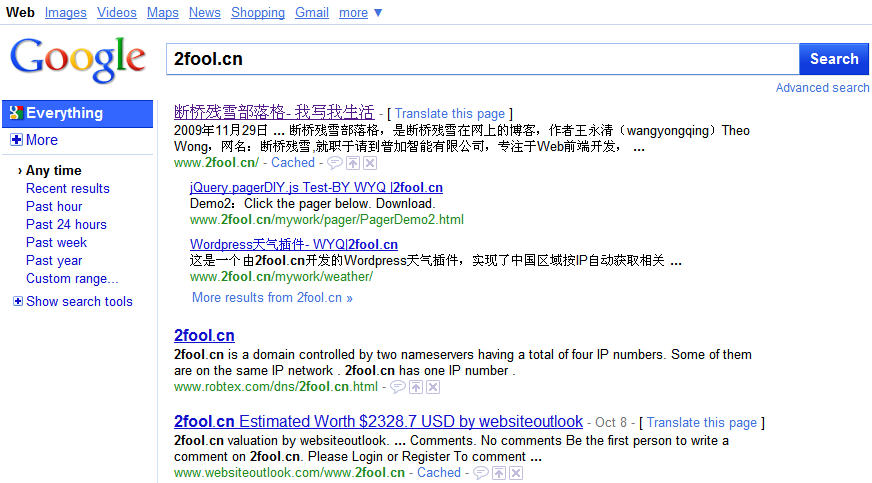 Web Images Videos Maps News Shopping Gmail more ▼
Google
2fool.cn
Search
Advanced search
Everything
More
› Any time
Recent results
Past hour
Past 24 hours
Past week
Past year
Custom range...
Show search tools
断桥残雪部落格- 我写我生活 - [ Translate this page ]
2009年11月29日 ... 断桥残雪部落格，是断桥残雪在网上的博客，作者王永清（wangyongqing）Theo
Wong，网名：断桥残雪,就职于请到普加智能有限公司，专注于Web前端开发， ...
www.2fool.cn/ - Cached -
jQuery.pagerDIY.js Test-BY WYQ |2fool.cn
Demo2：Click the pager below. Download.
www.2fool.cn/mywork/pager/PagerDemo2.html
Wordpress天气插件- WYQ|2fool.cn
这是一个由2fool.cn开发的Wordpress天气插件，实现了中国区域按IP自动获取相关 ...
www.2fool.cn/mywork/weather/
More results from 2fool.cn »
2fool.cn
2fool.cn is a domain controlled by two nameservers having a total of four IP numbers. Some of them
are on the same IP network . 2fool.cn has one IP number .
www.robtex.com/dns/2fool.cn.html -
2fool.cn Estimated Worth $2328.7 USD by websiteoutlook - Oct 8 - [ Translate this page ]
2fool.cn valuation by websiteoutlook. ... Comments. No comments Be the first person to write a
comment on 2fool.cn. Please Login or Register To comment ...
www.websiteoutlook.com/www.2fool.cn - Cached -